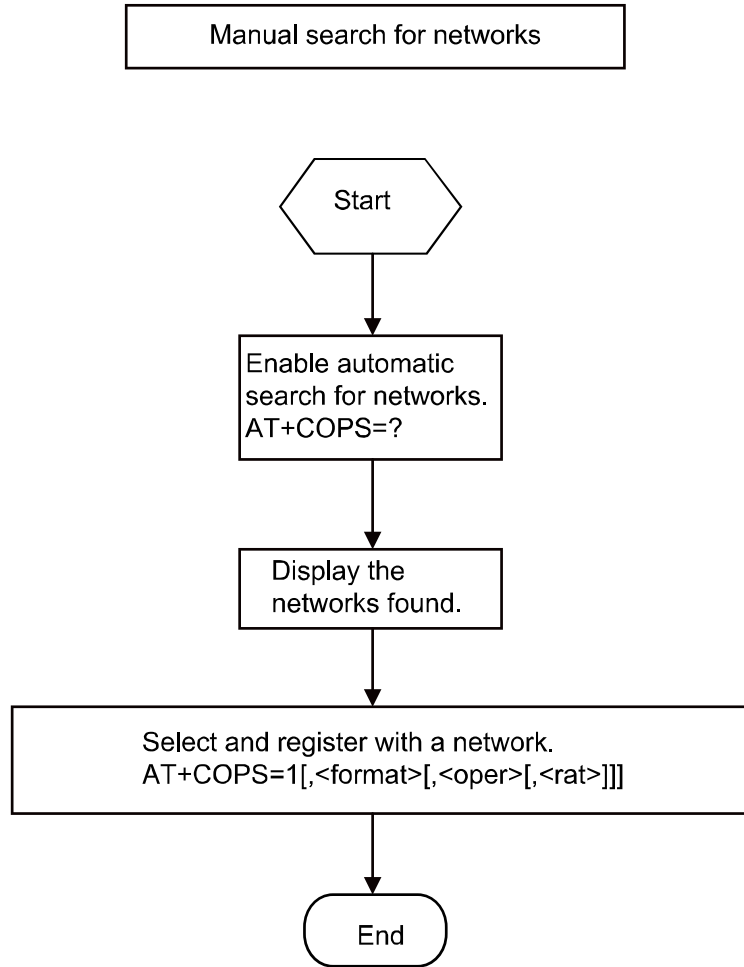 Manual search for networks
Start
Enable automatic
search for networks.
AT+COPS=?
Display the
networks found.
Select and register with a network.
AT+COPS=1[,<format>[,<oper>[,<rat>]]]
End